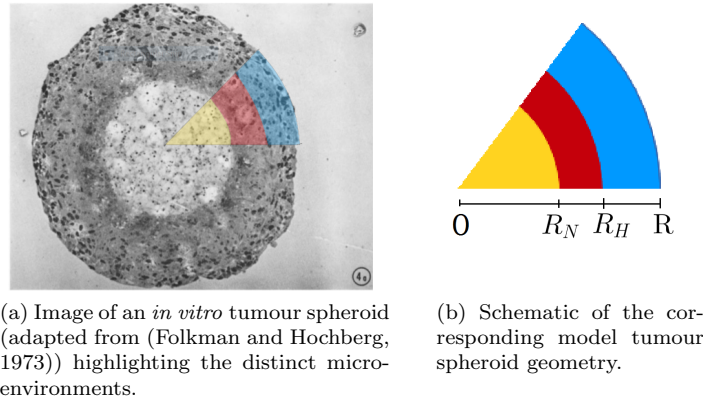 4a
0 R_N R_H R
(a) Image of an in vitro tumour spheroid
(adapted from (Folkman and Hochberg,
1973)) highlighting the distinct micro-
environments.
(b) Schematic of the cor-
responding model tumour
spheroid geometry.